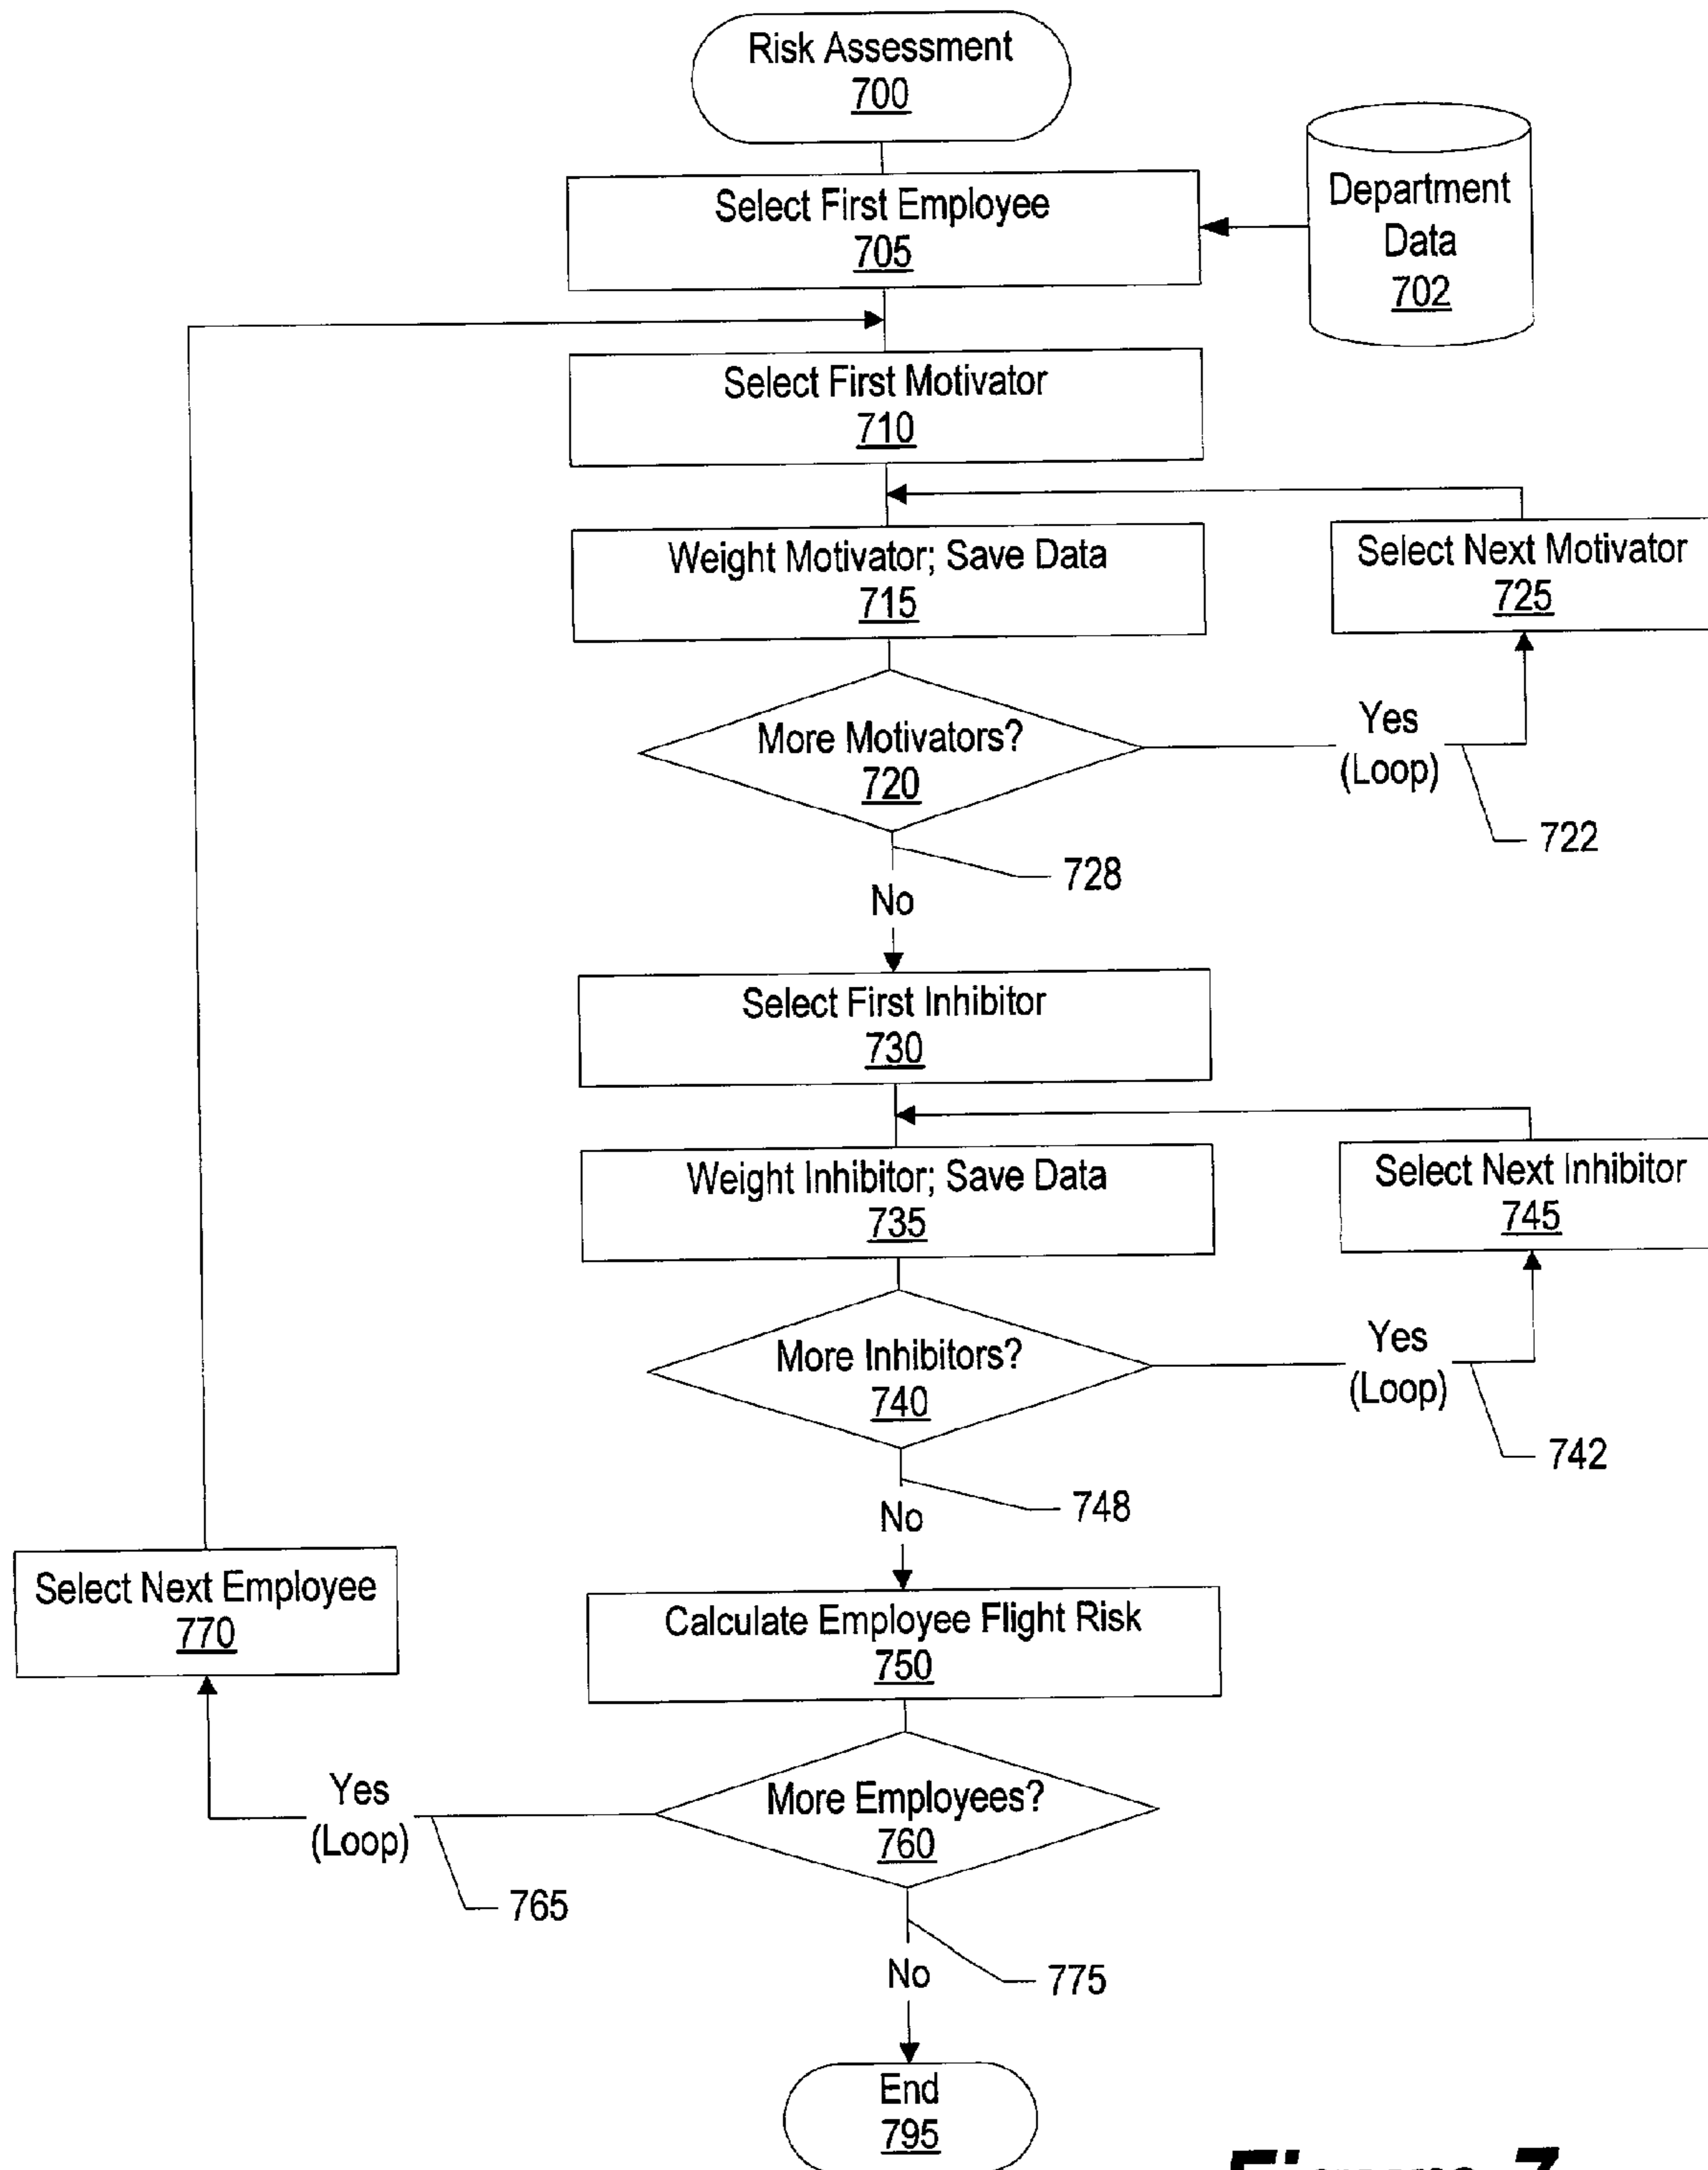 Risk Assessment
700
Select First Employee
705
Department
Data
702
Select First Motivator
710
Weight Motivator; Save Data
715
Select Next Motivator
725
More Motivators?
720
Yes
(Loop)
722
728
No
Select First Inhibitor
730
Weight Inhibitor; Save Data
735
Select Next Inhibitor
745
More Inhibitors?
740
Yes
(Loop)
742
748
No
Select Next Employee
770
Calculate Employee Flight Risk
750
More Employees?
760
Yes
(Loop)
765
775
No
End
795